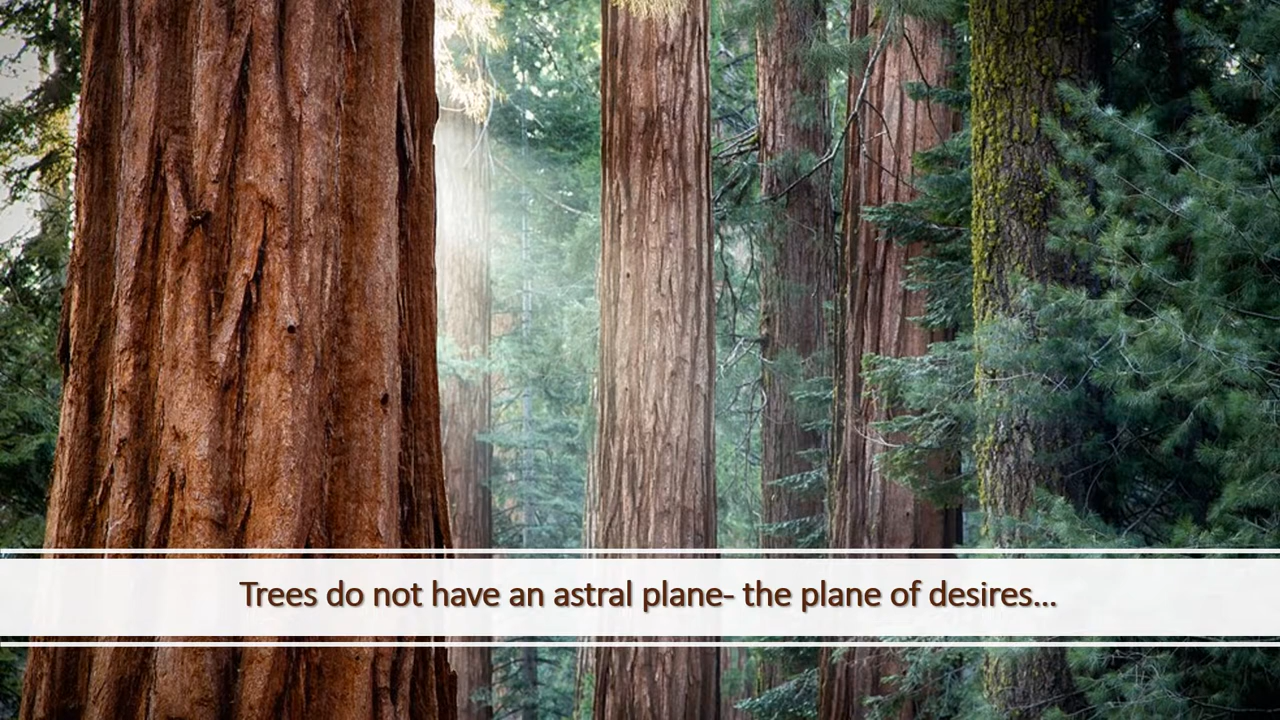 Trees do not have an astral plane- the plane of desires...